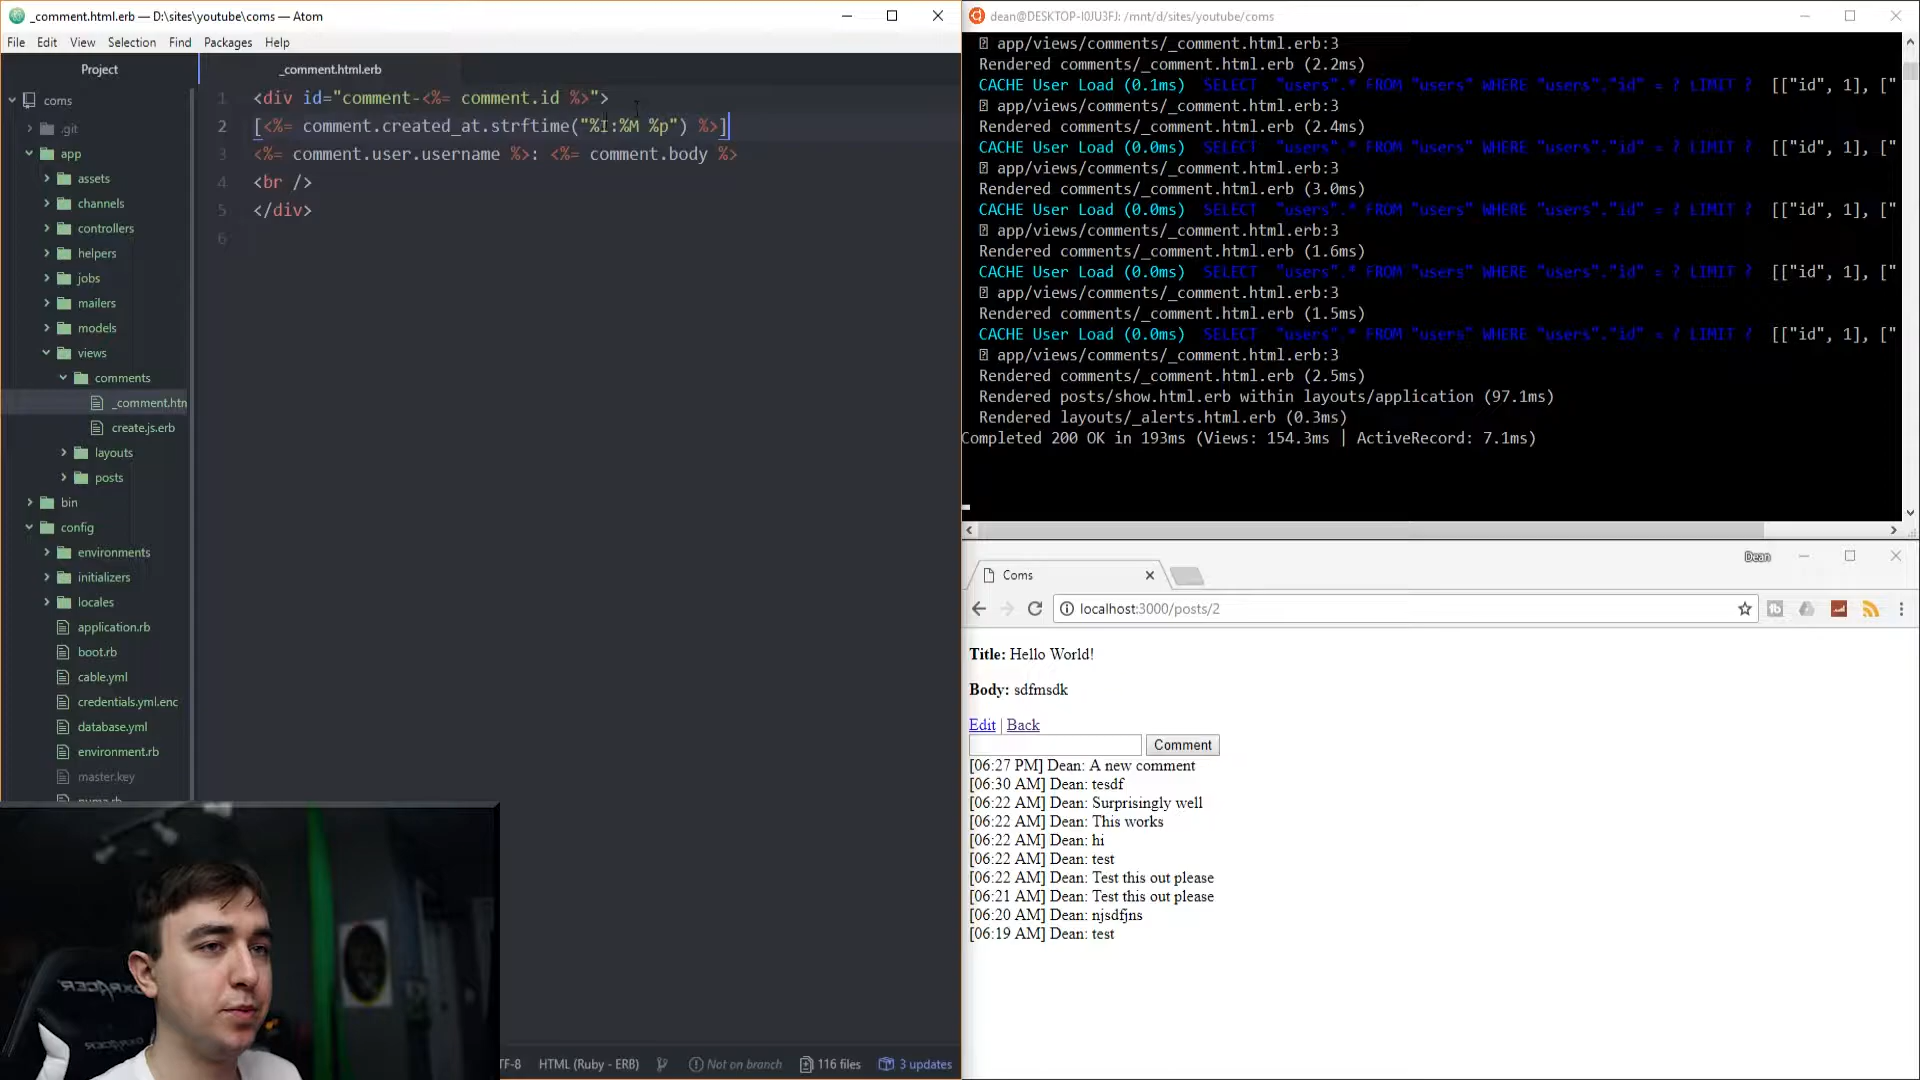 _comment.html.erb — D:\sites\youtube\coms — Atom
File Edit View Selection Find Packages Help
Project
coms
.git
app
assets
channels
controllers
helpers
jobs
mailers
models
views
comments
_comment.htn
create.js.erb
layouts
posts
bin
config
environments
initializers
locales
application.rb
boot.rb
cable.yml
credentials.yml.enc
database.yml
environment.rb
master.key
_comment.html.erb
1 <div id="comment-<%= comment.id %>">
2 [<%= comment.created_at.strftime("%I:%M %p") %>]
3 <%= comment.user.username %>: <%= comment.body %>
4 <br />
5 </div>
6
TF-8 HTML (Ruby - ERB) Not on branch 116 files 3 updates
dean@DESKTOP-I0JU3FJ: /mnt/d/sites/youtube/coms
app/views/comments/_comment.html.erb:3
Rendered comments/_comment.html.erb (2.2ms)
CACHE User Load (0.1ms) SELECT "users".* FROM "users" WHERE "users"."id" = ? LIMIT ? [["id", 1], ["
app/views/comments/_comment.html.erb:3
Rendered comments/_comment.html.erb (2.4ms)
CACHE User Load (0.0ms) SELECT "users".* FROM "users" WHERE "users"."id" = ? LIMIT ? [["id", 1], ["
app/views/comments/_comment.html.erb:3
Rendered comments/_comment.html.erb (3.0ms)
CACHE User Load (0.0ms) SELECT "users".* FROM "users" WHERE "users"."id" = ? LIMIT ? [["id", 1], ["
app/views/comments/_comment.html.erb:3
Rendered comments/_comment.html.erb (1.6ms)
CACHE User Load (0.0ms) SELECT "users".* FROM "users" WHERE "users"."id" = ? LIMIT ? [["id", 1], ["
app/views/comments/_comment.html.erb:3
Rendered comments/_comment.html.erb (1.5ms)
CACHE User Load (0.0ms) SELECT "users".* FROM "users" WHERE "users"."id" = ? LIMIT ? [["id", 1], ["
app/views/comments/_comment.html.erb:3
Rendered comments/_comment.html.erb (2.5ms)
Rendered posts/show.html.erb within layouts/application (97.1ms)
Rendered layouts/_alerts.html.erb (0.3ms)
Completed 200 OK in 193ms (Views: 154.3ms | ActiveRecord: 7.1ms)
Dean
Coms
localhost:3000/posts/2
Title: Hello World!
Body: sdfmsdk
Edit | Back
Comment
[06:27 PM] Dean: A new comment
[06:30 AM] Dean: tesdf
[06:22 AM] Dean: Surprisingly well
[06:22 AM] Dean: This works
[06:22 AM] Dean: hi
[06:22 AM] Dean: test
[06:22 AM] Dean: Test this out please
[06:21 AM] Dean: Test this out please
[06:20 AM] Dean: njsdfjns
[06:19 AM] Dean: test